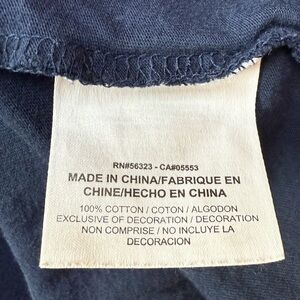 RN#56323 - CA#05553
MADE IN CHINA/FABRIQUE EN
CHINE/HECHO EN CHINA
100% COTTON / COTON / ALGODON
EXCLUSIVE OF DECORATION / DECORATION
NON COMPRISE / NO INCLUYE LA
DECORACION